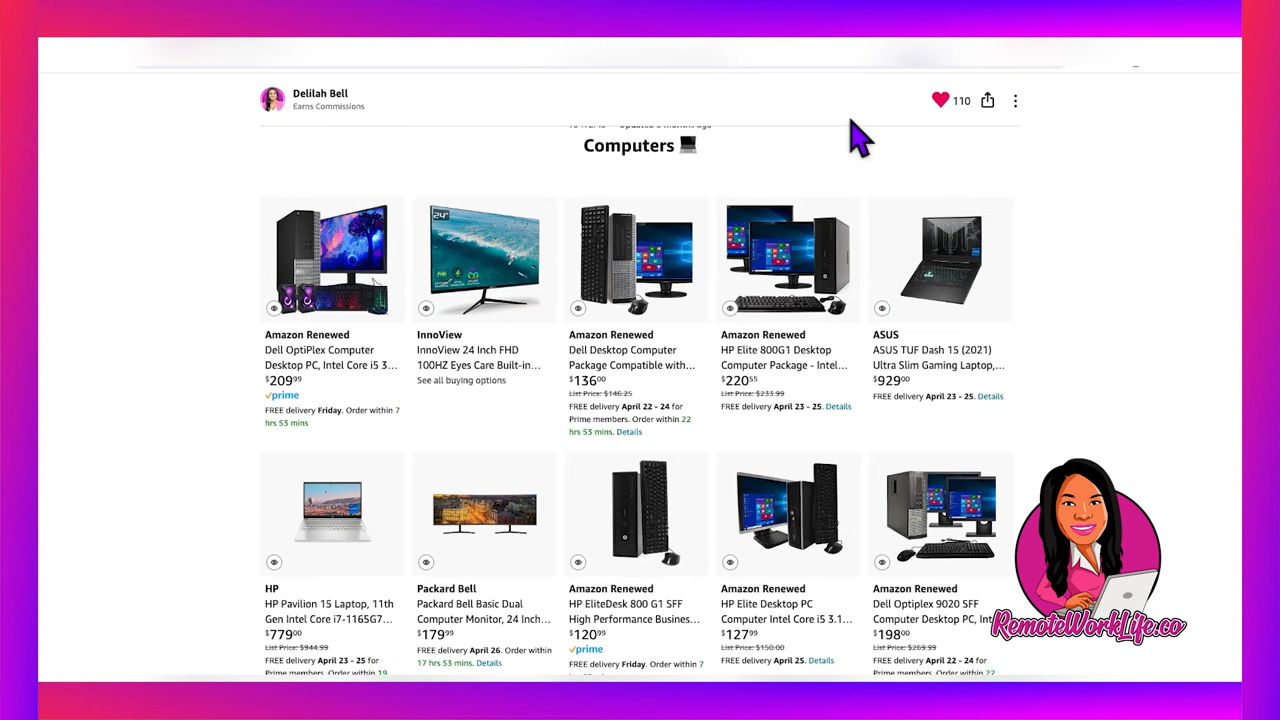 Delilah Bell
Earns Commissions
110
Computers
Amazon Renewed
Dell OptiPlex Computer
Desktop PC, Intel Core i5 3...
$209.99
prime
FREE delivery Friday. Order within 7
hrs 53 mins
24"
InnoView
InnoView 24 Inch FHD
100HZ Eyes Care Built-in...
See all buying options
Amazon Renewed
Dell Desktop Computer
Package Compatible with...
$136.00
List Price: $146.25
FREE delivery April 22 - 24 for
Prime members. Order within 22
hrs 53 mins. Details
Amazon Renewed
HP Elite 800G1 Desktop
Computer Package - Intel...
$220.55
List Price: $233.99
FREE delivery April 23 - 25. Details
ASUS
ASUS TUF Dash 15 (2021)
Ultra Slim Gaming Laptop,...
$929.00
FREE delivery April 23 - 25. Details
HP
HP Pavilion 15 Laptop, 11th
Gen Intel Core i7-1165G7...
$779.00
List Price: $944.99
FREE delivery April 23 - 25 for
Prime members. Order within 19
Packard Bell
Packard Bell Basic Dual
Computer Monitor, 24 Inch...
$179.99
FREE delivery April 26. Order within
17 hrs 53 mins. Details
Amazon Renewed
HP EliteDesk 800 G1 SFF
High Performance Business...
$120.99
prime
FREE delivery Friday. Order within 7
Amazon Renewed
HP Elite Desktop PC
Computer Intel Core i5 3.1...
$127.99
List Price: $150.00
FREE delivery April 25. Details
Amazon Renewed
Dell Optiplex 9020 SFF
Computer Desktop PC, Int
$198.00
List Price: $269.99
FREE delivery April 22 - 24 for
Prime members. Order within 22
RemoteWorkLife.co